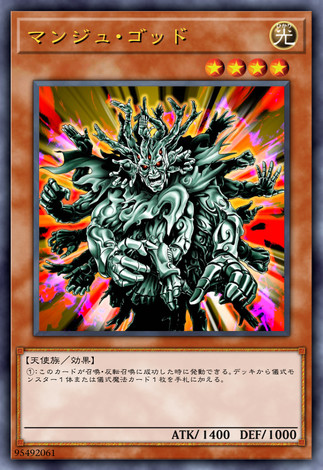 マンジュ・ゴッド
光
【天使族／効果】
①：このカードが召喚・反転召喚に成功した時に発動できる。デッキから儀式モ
ンスター１体または儀式魔法カード１枚を手札に加える。
ATK/ 1400 DEF/1000
95492061